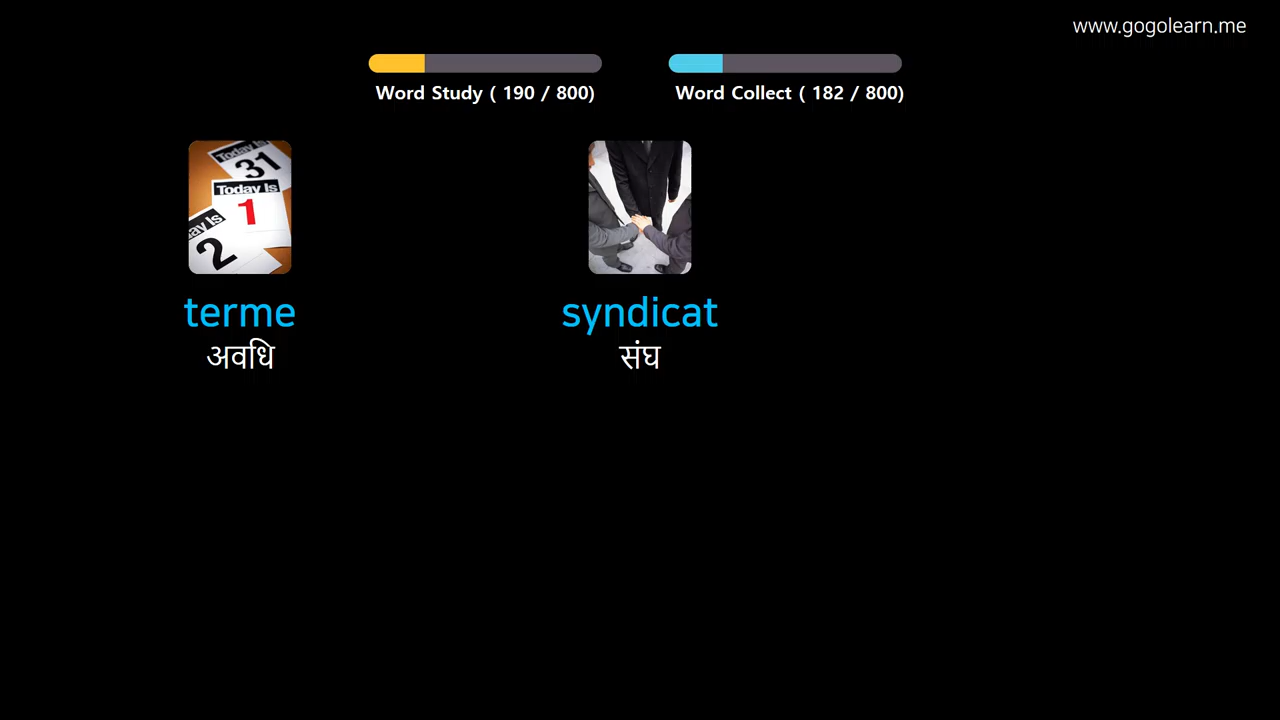 www.gogolearn.me
Word Study ( 190 / 800)
Word Collect ( 182 / 800)
Today Is
31
Today Is
1
ay Is
2
terme
syndicat
अवधि
संघ